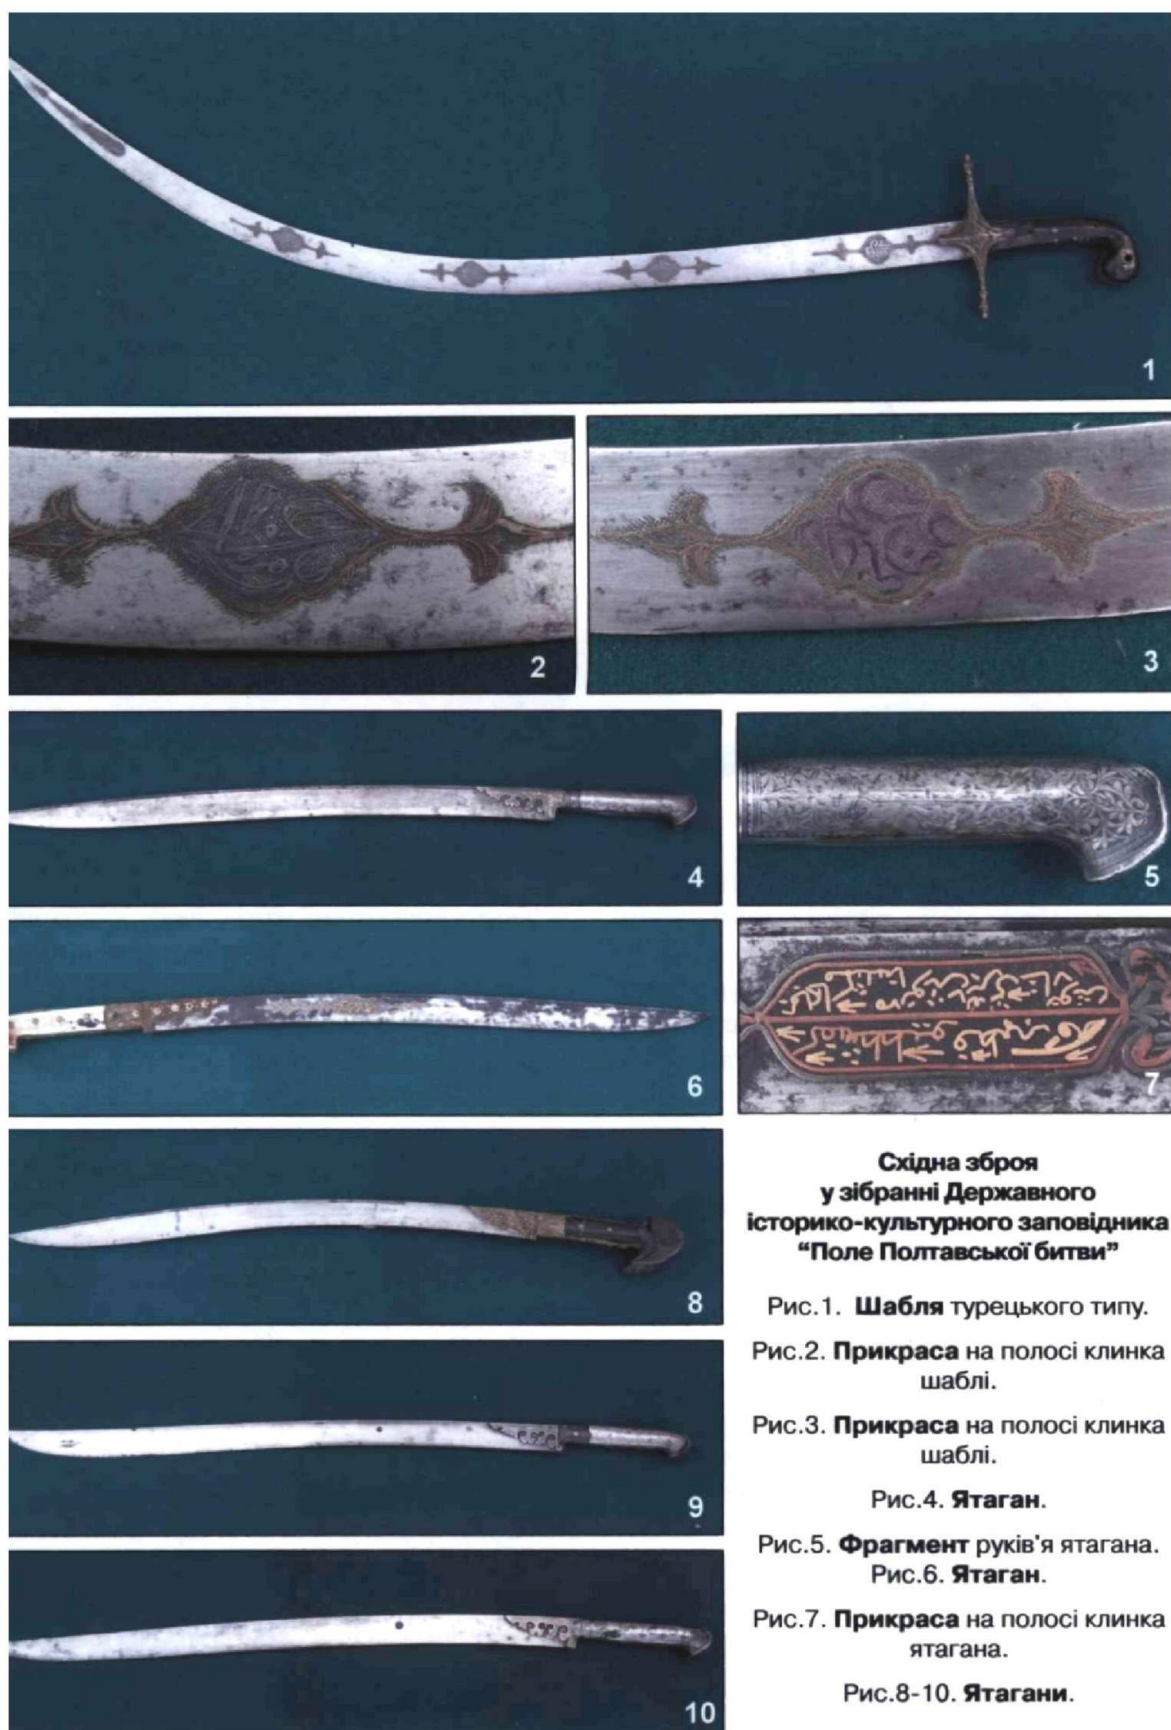 1
2
3
4
5
6
7
8
9
10
Східна зброя
у зібранні Державного
історико-культурного заповідника
“Поле Полтавської битви”
Рис.1. Шабля турецького типу.
Рис.2. Прикраса на полосі клинка
шаблі.
Рис.3. Прикраса на полосі клинка
шаблі.
Рис.4. Ятаган.
Рис.5. Фрагмент руків'я ятагана.
Рис.6. Ятаган.
Рис.7. Прикраса на полосі клинка
ятагана.
Рис.8-10. Ятагани.